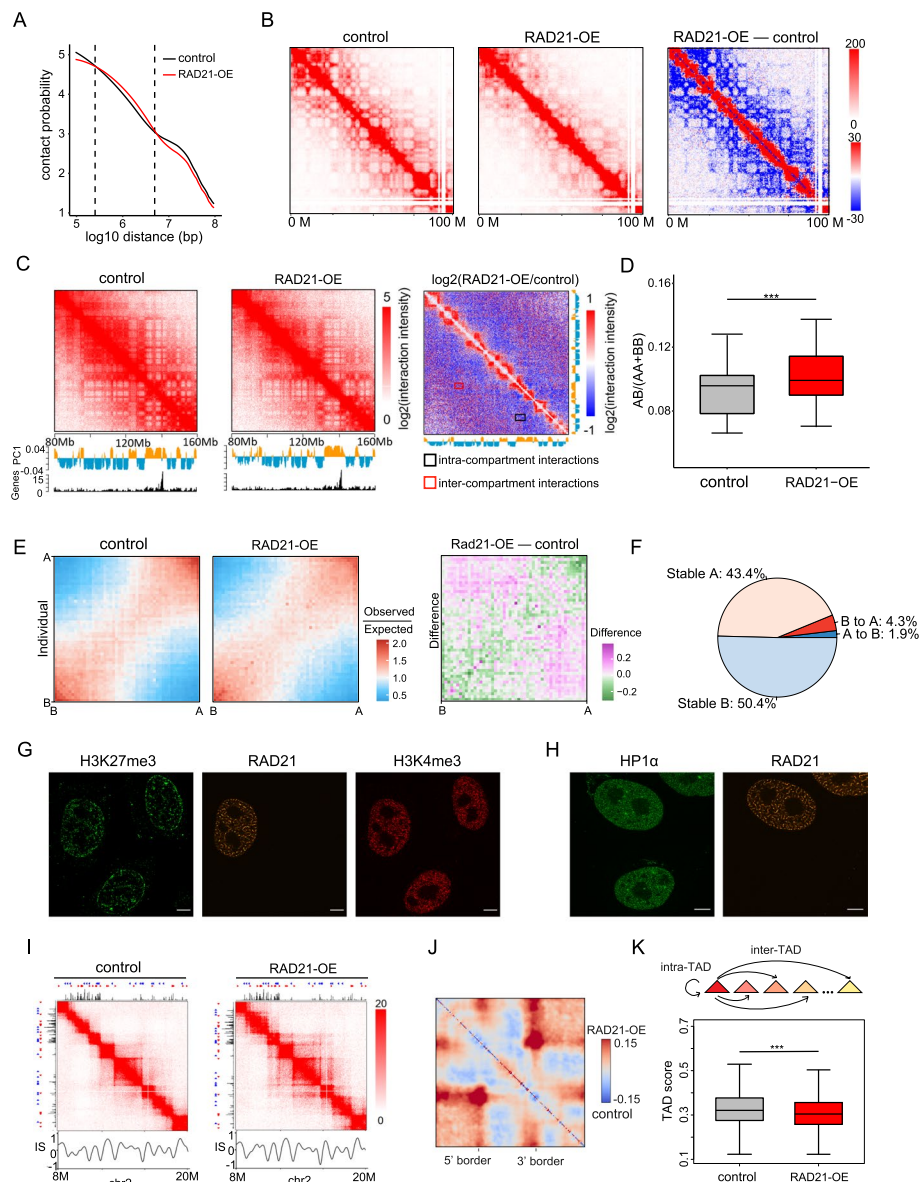 A
contact probability
5
4
3
2
1
control
RAD21-OE
5 6 7 8
log10 distance (bp)
B
control
RAD21-OE
RAD21-OE — control
0 M 100 M
0 M 100 M
0 M 100 M
200
0
30
-30
C
control
RAD21-OE
log2(RAD21-OE/control)
5
0
log2(interaction intensity)
1
-1
log2(interaction intensity)
80Mb 120Mb 160Mb
80Mb 120Mb 160Mb
PC1
0.04
-0.04
Genes
15
0
intra-compartment interactions
inter-compartment interactions
D
AB/(AA+BB)
0.16
0.12
0.08
***
control
RAD21−OE
E
control
RAD21-OE
Rad21-OE — control
Individual
A
B
B A
B A
Observed
Expected
2.0
1.5
1.0
0.5
Difference
B A
Difference
0.2
0.0
−0.2
F
Stable A: 43.4%
B to A: 4.3%
A to B: 1.9%
Stable B: 50.4%
G
H3K27me3
RAD21
H3K4me3
H
HP1α
RAD21
I
control
RAD21-OE
20
0
IS
1
0
-1
IS
1
0
-1
8M 20M
chr2
8M 20M
chr2
J
RAD21-OE
0.15
-0.15
control
5' border
3' border
K
inter-TAD
intra-TAD
...
TAD score
0.7
0.5
0.3
0.1
***
control
RAD21-OE